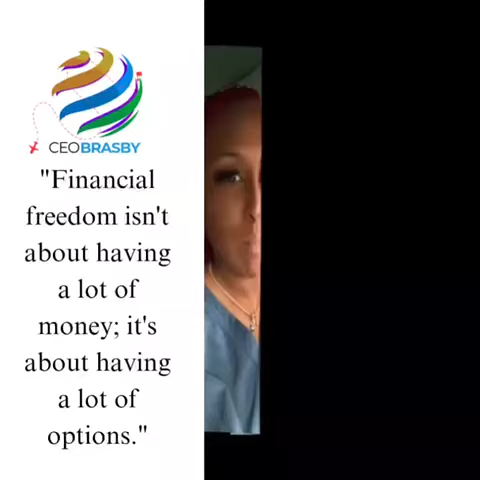 CEOBRASBY
"Financial
freedom isn't
about having
a lot of
money; it's
about having
a lot of
options."